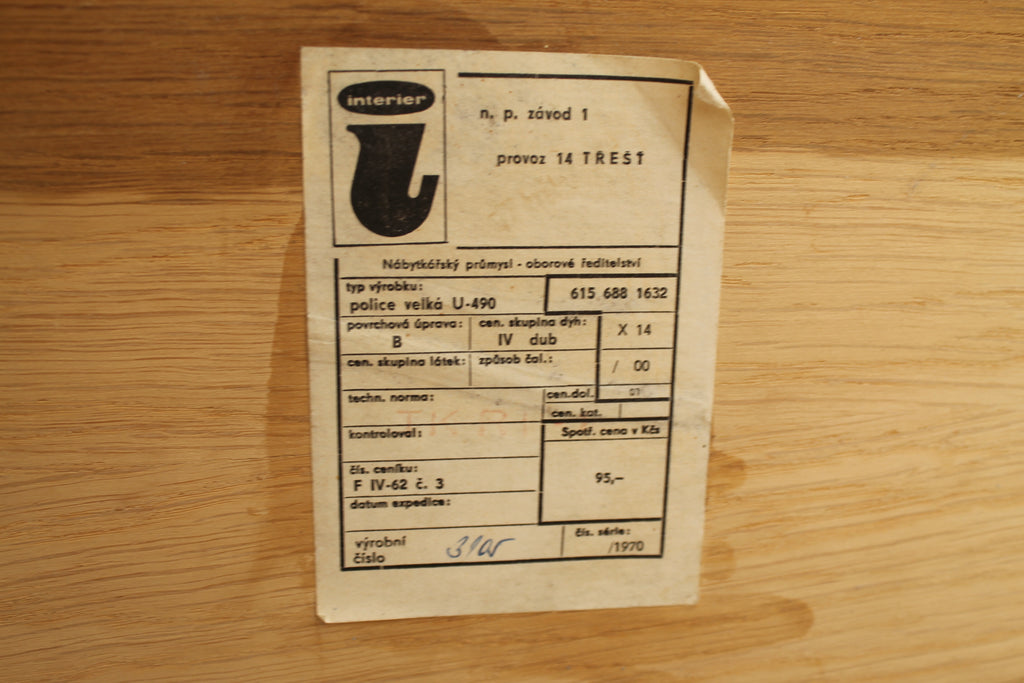 interier
n. p. závod 1
provoz 14 TŘEŠŤ
Nábytkářský průmysl - oborové ředitelství
typ výrobku:
police velká U-490
615 688 1632
povrchová úprava:
B
cen. skupina dýh:
IV dub
X 14
cen. skupina látek:
způsob čal.:
/ 00
techn. norma:
cen.dol.
cen. kat.
kontroloval:
Spotř. cena v Kčs
95,–
čís. ceníku:
F IV-62 č. 3
datum expedice:
výrobní
číslo
čís. série:
/1970